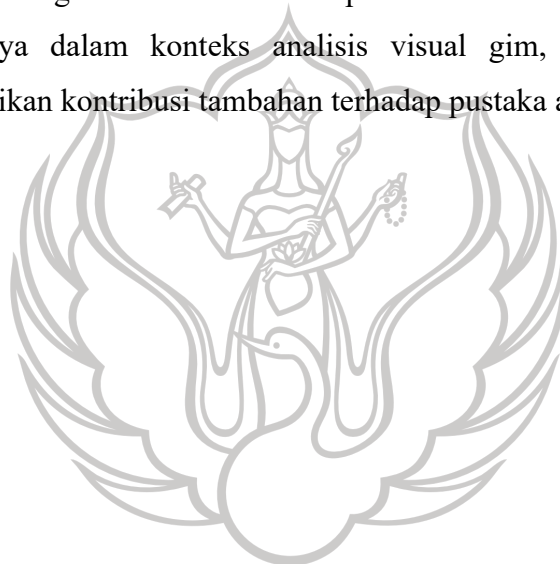 ya dalam konteks analisis visual gim,
ikan kontribusi tambahan terhadap pustaka a